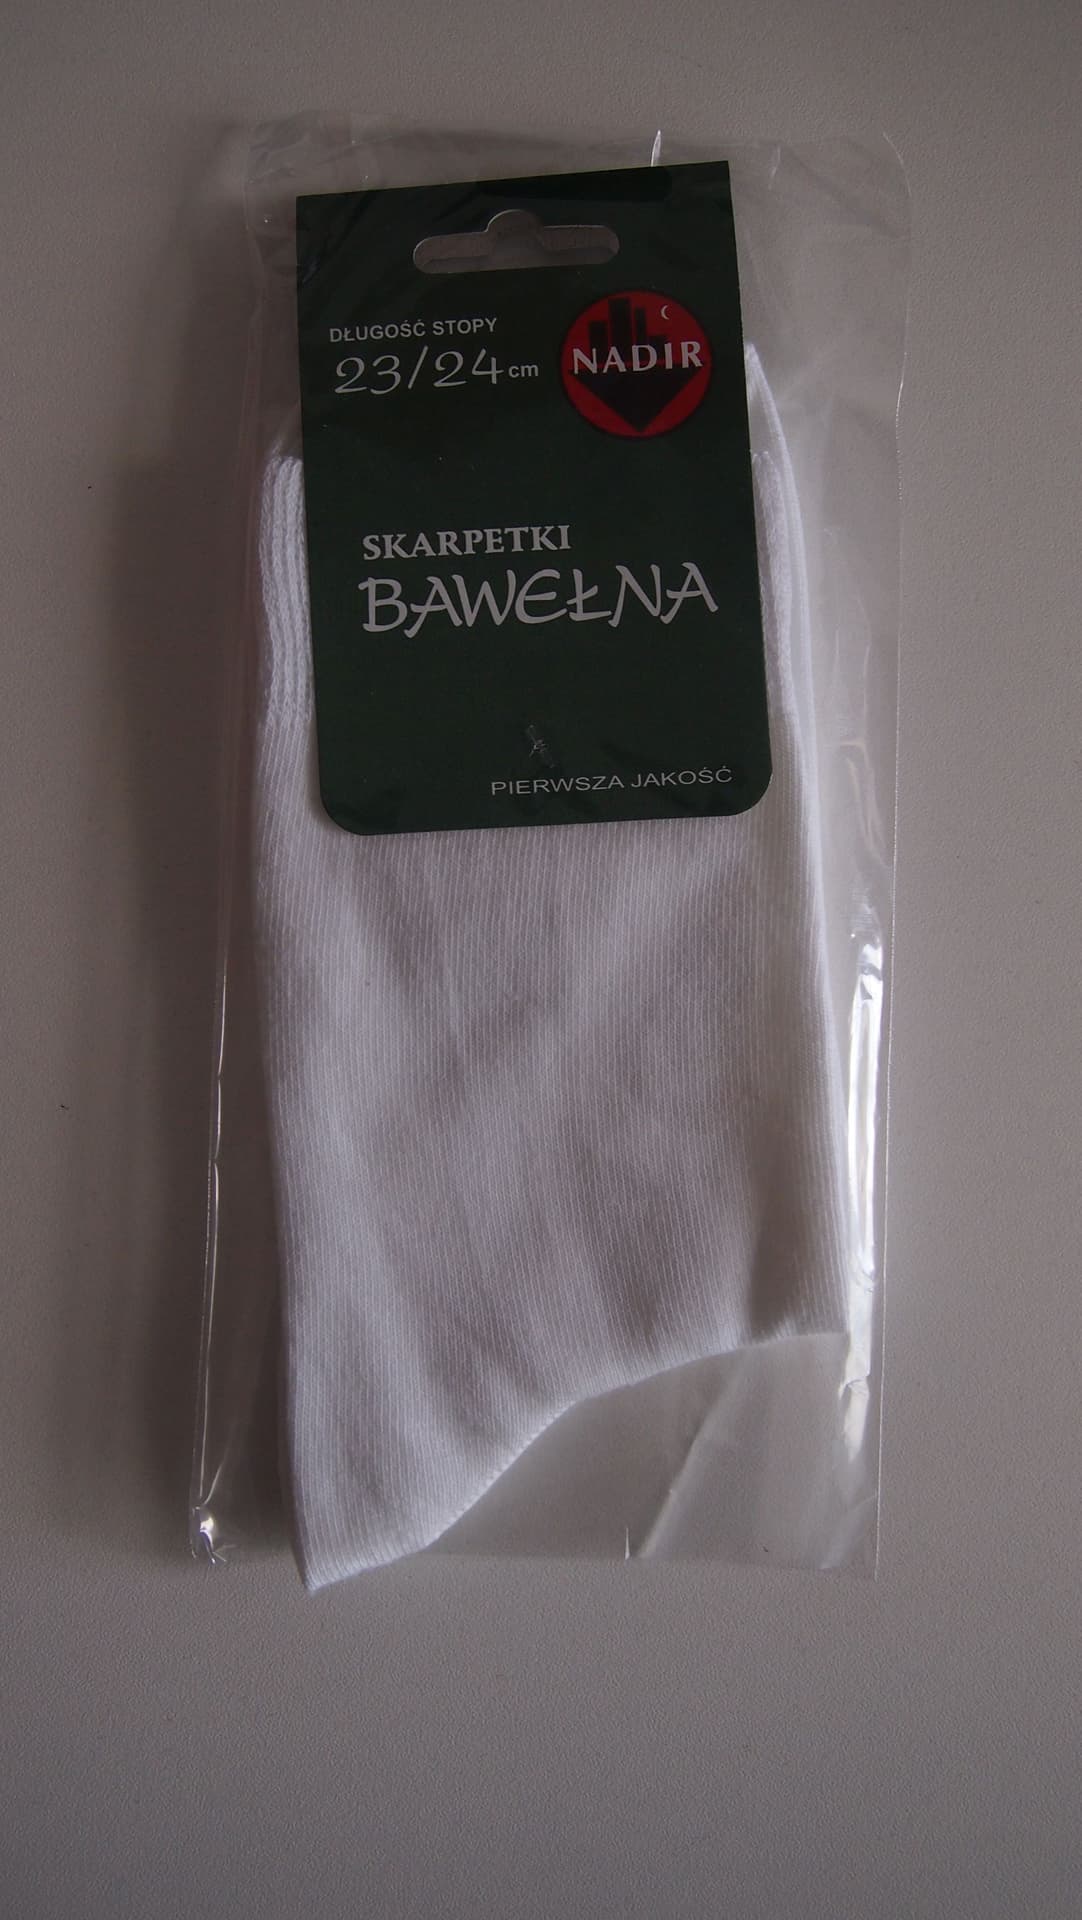 DŁUGOŚĆ STOPY
23/24 cm
NADIR
SKARPETKI
BAWEŁNA
PIERWSZA JAKOŚĆ